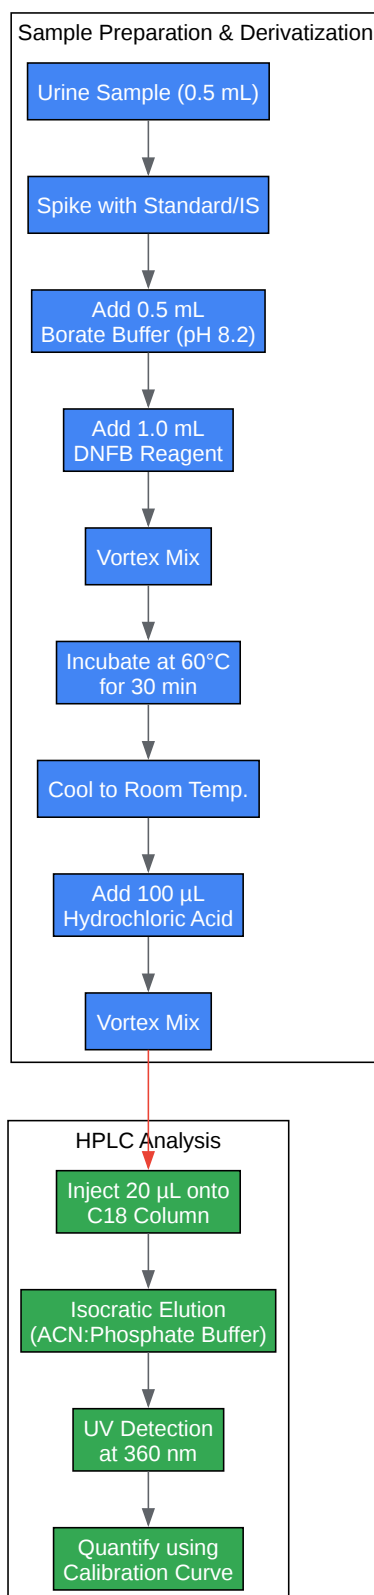 Sample Preparation & Derivatization
Urine Sample (0.5 mL)
Spike with Standard/IS
Add 0.5 mL
Borate Buffer (pH 8.2)
Add 1.0 mL
DNFB Reagent
Vortex Mix
Incubate at 60°C
for 30 min
Cool to Room Temp.
Add 100 µL
Hydrochloric Acid
Vortex Mix
HPLC Analysis
Inject 20 µL onto
C18 Column
Isocratic Elution
(ACN:Phosphate Buffer)
UV Detection
at 360 nm
Quantify using
Calibration Curve